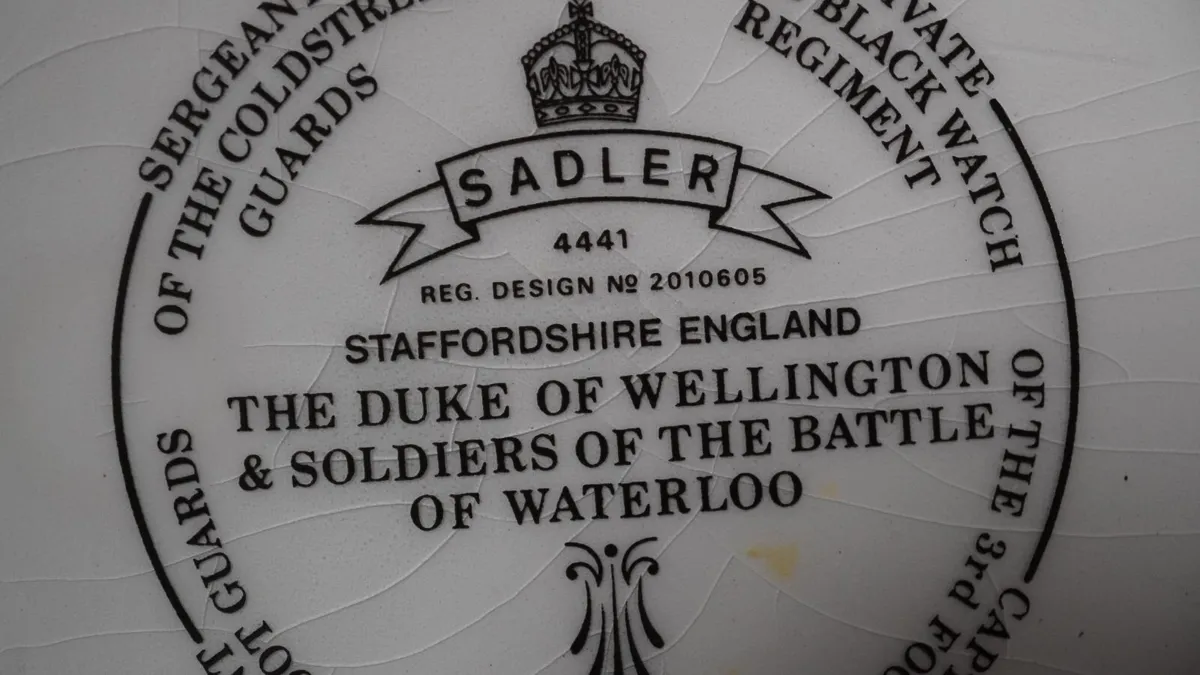 SERGEANT
OF THE COLDSTREAM
GUARDS
PRIVATE
BLACK WATCH
REGIMENT
SADLER
4441
REG. DESIGN Nº 2010605
STAFFORDSHIRE ENGLAND
THE DUKE OF WELLINGTON
& SOLDIERS OF THE BATTLE
OF WATERLOO
GUARDS
OF THE 3rd